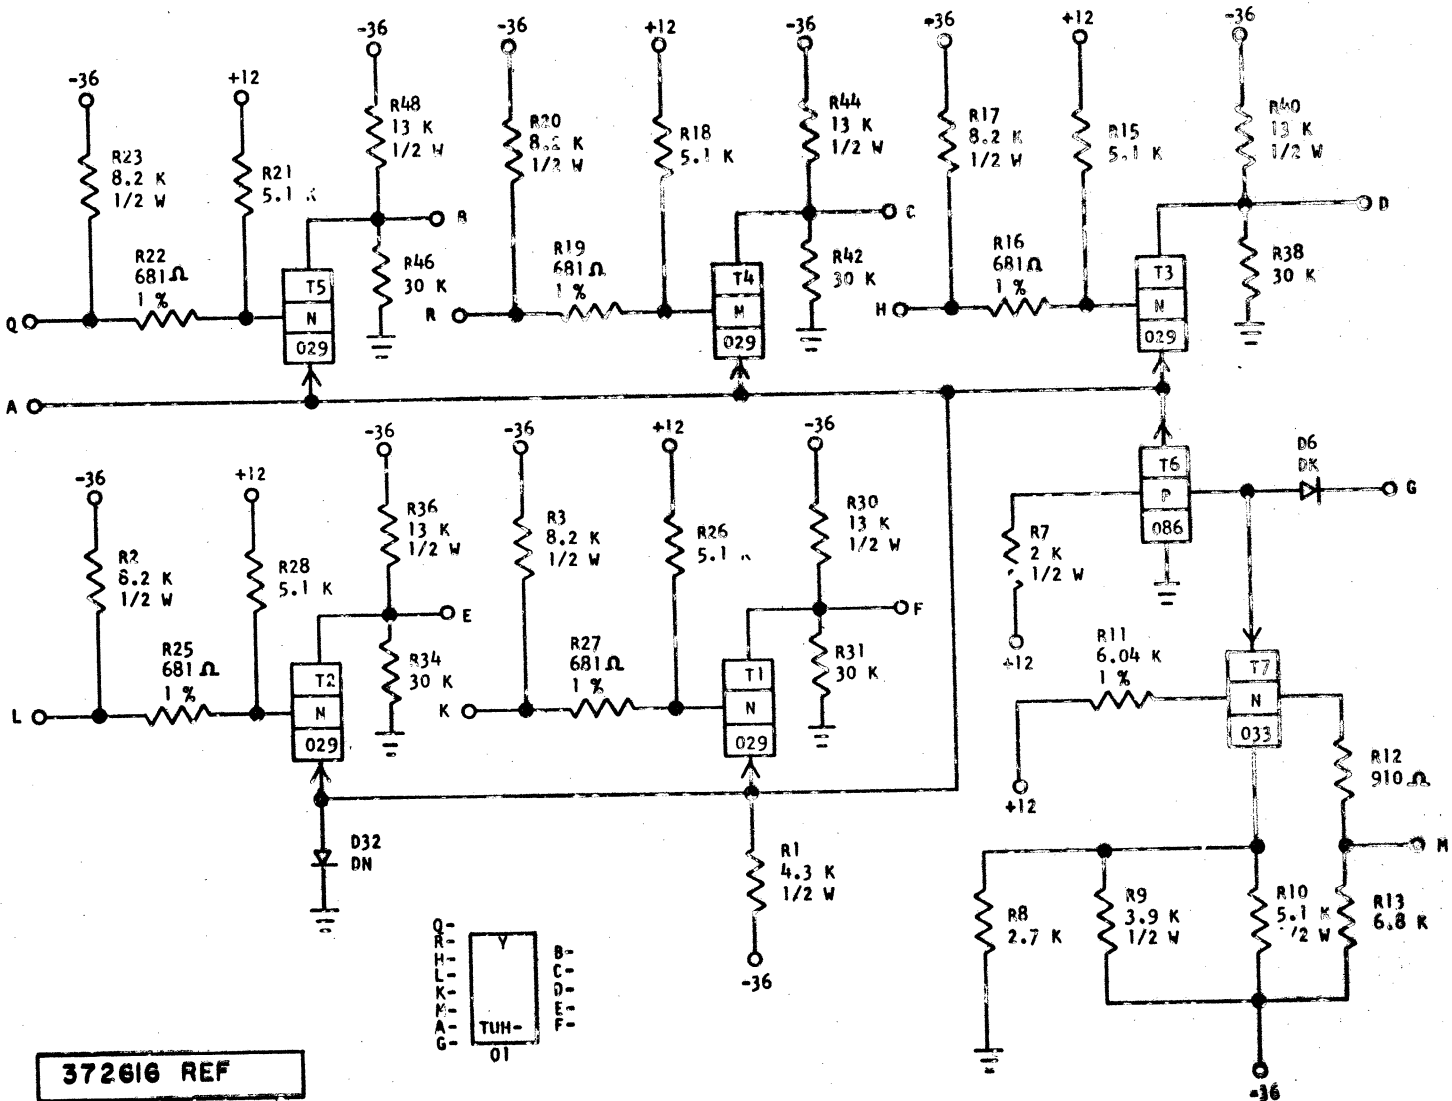 -36
-36
+12
-36
-36
+12
-36
-36
+12
R48
13 K
1/2 W
R20
8.2 K
1/2 W
R18
5.1 K
R44
13 K
1/2 W
R17
8.2 K
1/2 W
R15
5.1 K
R40
13 K
1/2 W
R23
8.2 K
1/2 W
R21
5.1 K
B
C
D
R22
681Ω
1 %
R46
30 K
R19
681Ω
1 %
R42
30 K
R16
681Ω
1 %
R38
30 K
Q
T5
N
029
R
T4
M
029
H
T3
N
029
A
-36
-36
+12
-36
-36
+12
R36
13 K
1/2 W
R3
8.2 K
1/2 W
R26
5.1
R30
13 K
1/2 W
T6
P
086
D6
DK
G
R7
2 K
1/2 W
+12
R2
1/2 W
R28
5.1 K
E
F
R25
681Ω
1 %
R34
30 K
R27
681Ω
1 %
R31
30 K
R11
6.04 K
1 %
L
T2
N
029
K
T1
N
029
T7
N
033
+12
R12
910Ω
D32
DN
R1
4.3 K
1/2 W
-36
M
R8
2.7 K
R9
3.9 K
1/2 W
R10
5.1 K
1/2 W
R13
6.8 K
-36
Q-
R-
H-
L-
K-
M-
A-
G-
Y
TUH-
01
B-
C-
D-
E-
F-
372616 REF